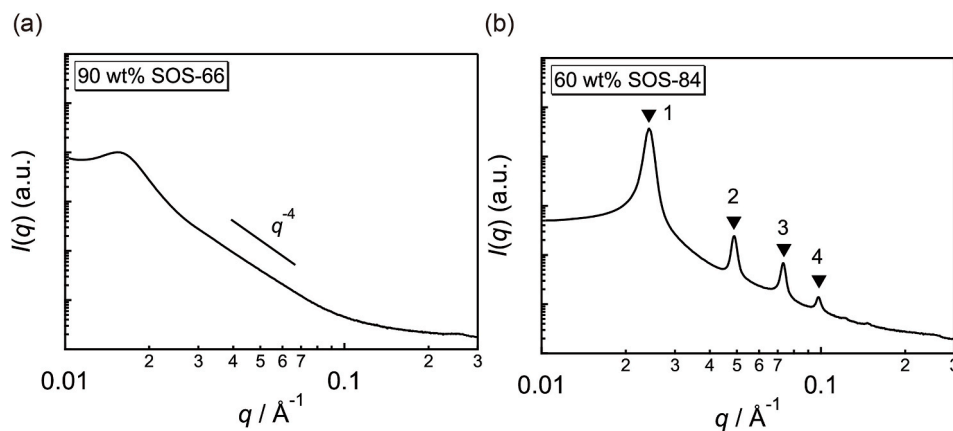 (a)
90 wt% SOS-66
I(q) (a.u.)
q-4
2 3 4 5 6 7 2 3
0.01 0.1
q / Å-1
(b)
60 wt% SOS-84
I(q) (a.u.)
1
2
3
4
2 3 4 5 6 7 2 3
0.01 0.1
q / Å-1